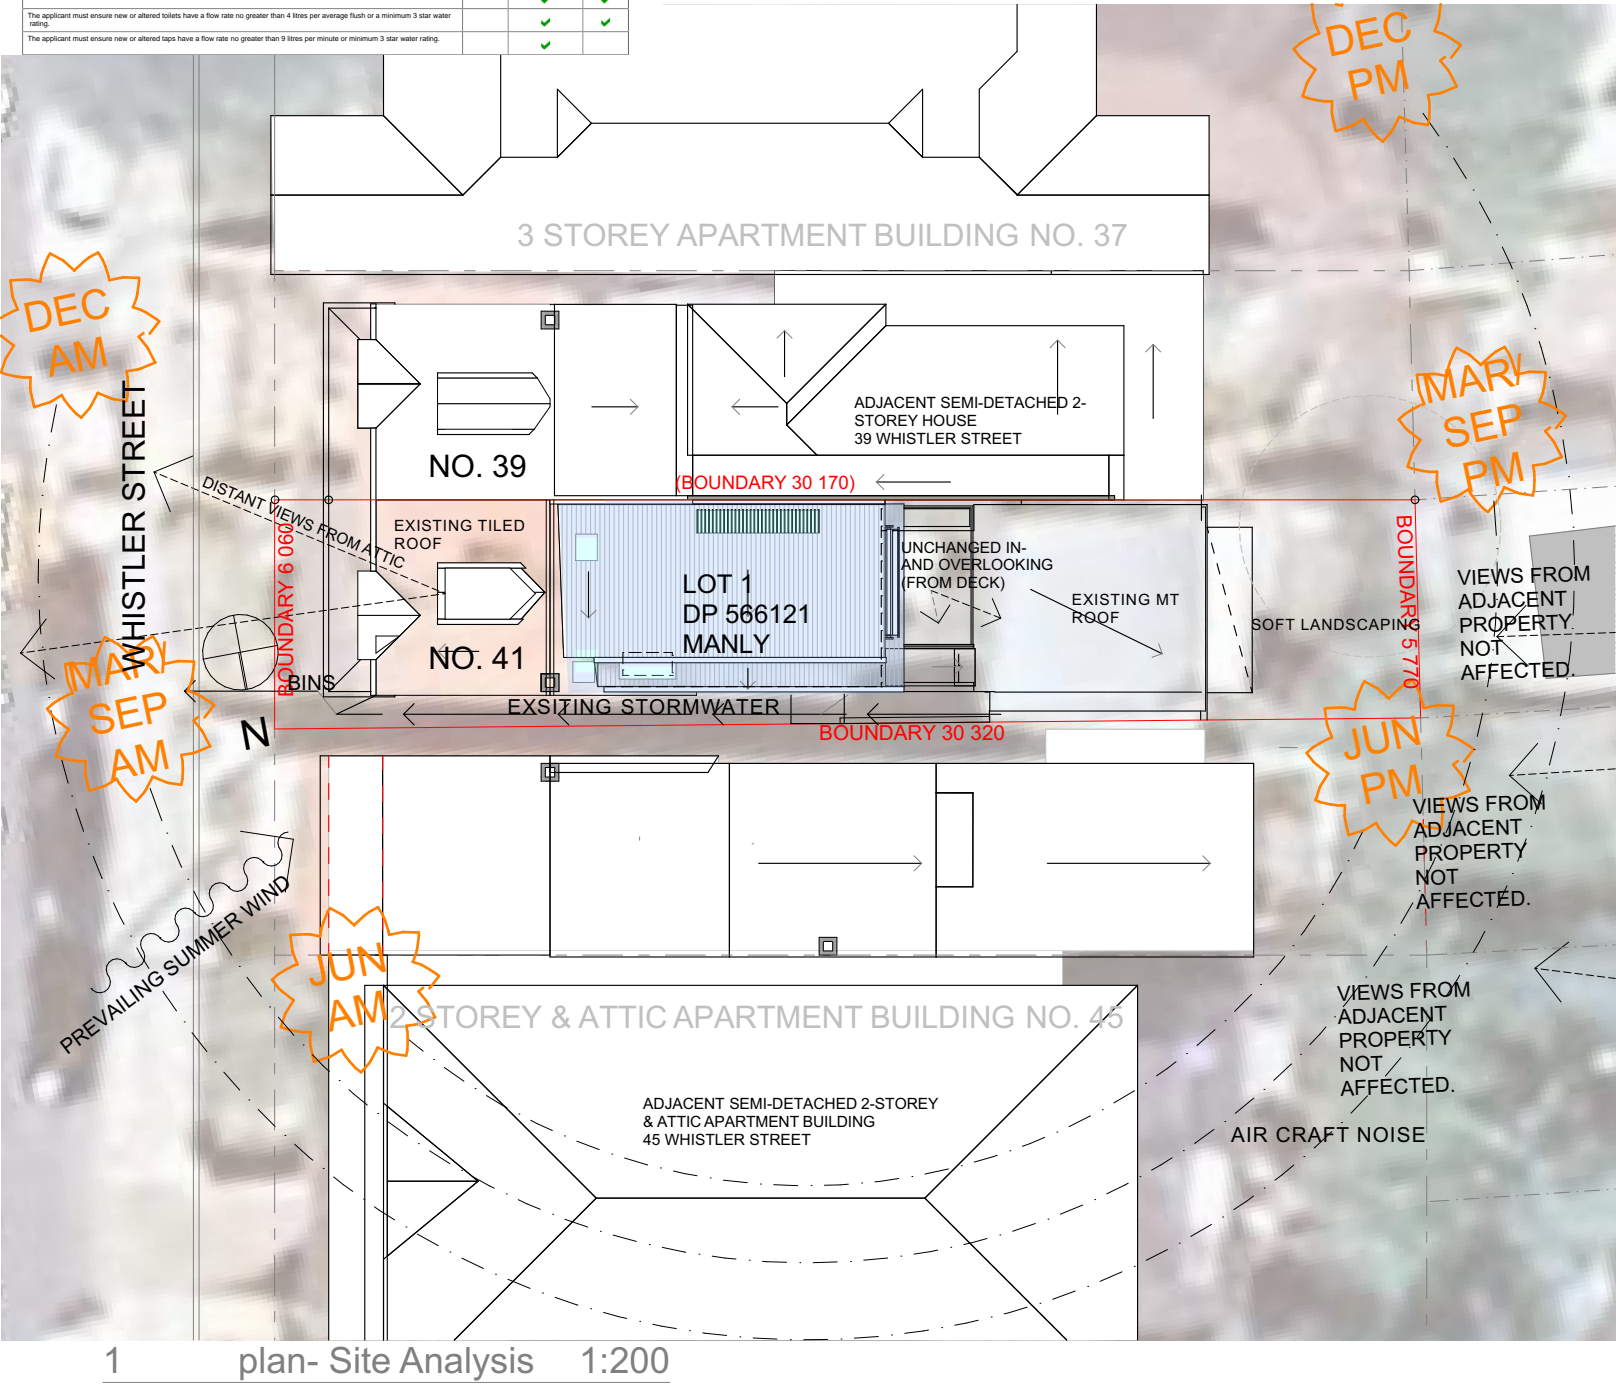 The applicant must ensure new or altered toilets have a flow rate no greater than 4 litres per average flush or a minimum 3 star water
rating.
The applicant must ensure new or altered taps have a flow rate no greater than 9 litres per minute or minimum 3 star water rating.
DEC
PM
3 STOREY APARTMENT BUILDING NO. 37
DEC
AM
WHISTLER STREET
MAR/
SEP
PM
ADJACENT SEMI-DETACHED 2-
STOREY HOUSE
39 WHISTLER STREET
NO. 39
(BOUNDARY 30 170)
DISTANT VIEWS FROM ATTIC
BOUNDARY 6 060
EXISTING TILED
ROOF
LOT 1
DP 566121
MANLY
UNCHANGED IN-
AND OVERLOOKING
(FROM DECK)
EXISTING MT
ROOF
SOFT LANDSCAPING
BOUNDARY 5 770
VIEWS FROM
ADJACENT
PROPERTY
NOT
AFFECTED.
NO. 41
BINS
EXSITING STORMWATER
BOUNDARY 30 320
MAR/
SEP
AM
N
JUN
PM
VIEWS FROM
ADJACENT
PROPERTY
NOT
AFFECTED.
PREVAILING SUMMER WIND
JUN
AM
2 STOREY & ATTIC APARTMENT BUILDING NO. 45
VIEWS FROM
ADJACENT
PROPERTY
NOT
AFFECTED.
ADJACENT SEMI-DETACHED 2-STOREY
& ATTIC APARTMENT BUILDING
45 WHISTLER STREET
AIR CRAFT NOISE
1 plan- Site Analysis 1:200